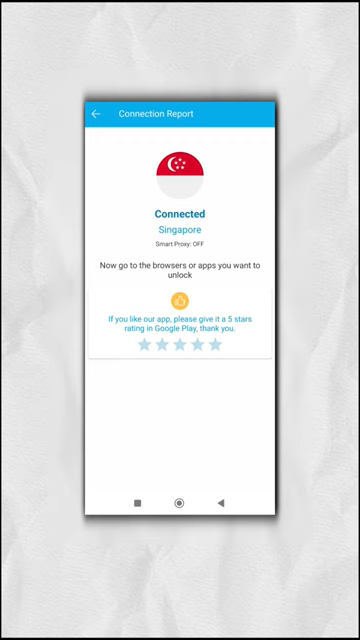 Connection Report
Connected
Singapore
Smart Proxy: OFF
Now go to the browsers or apps you want to
unlock
If you like our app, please give it a 5 stars
rating in Google Play, thank you.